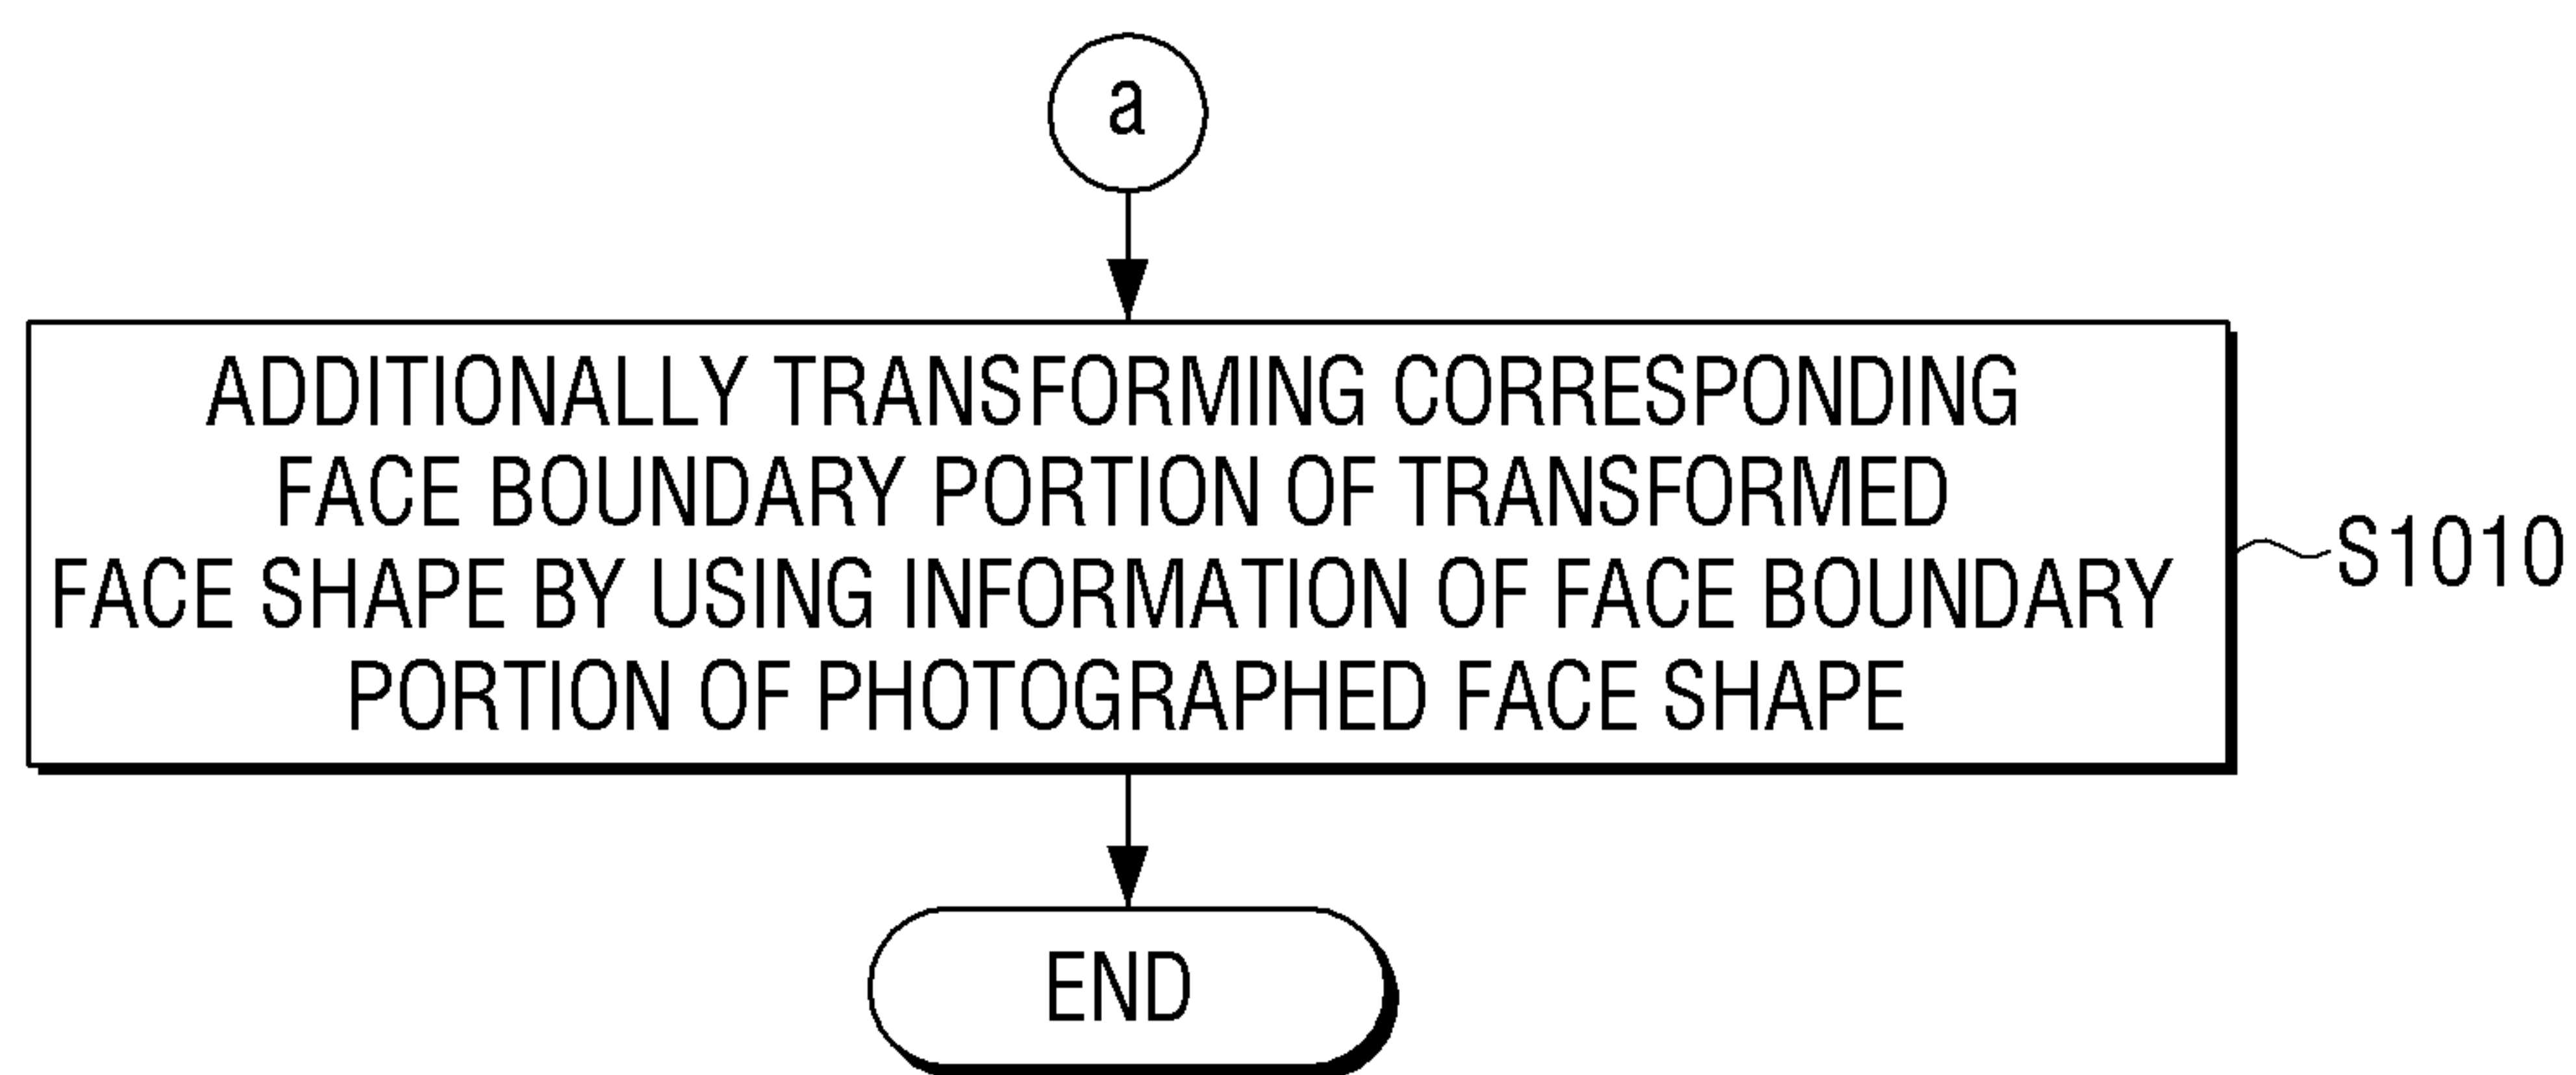 a
ADDITIONALLY TRANSFORMING CORRESPONDING
FACE BOUNDARY PORTION OF TRANSFORMED
FACE SHAPE BY USING INFORMATION OF FACE BOUNDARY
PORTION OF PHOTOGRAPHED FACE SHAPE
S1010
END